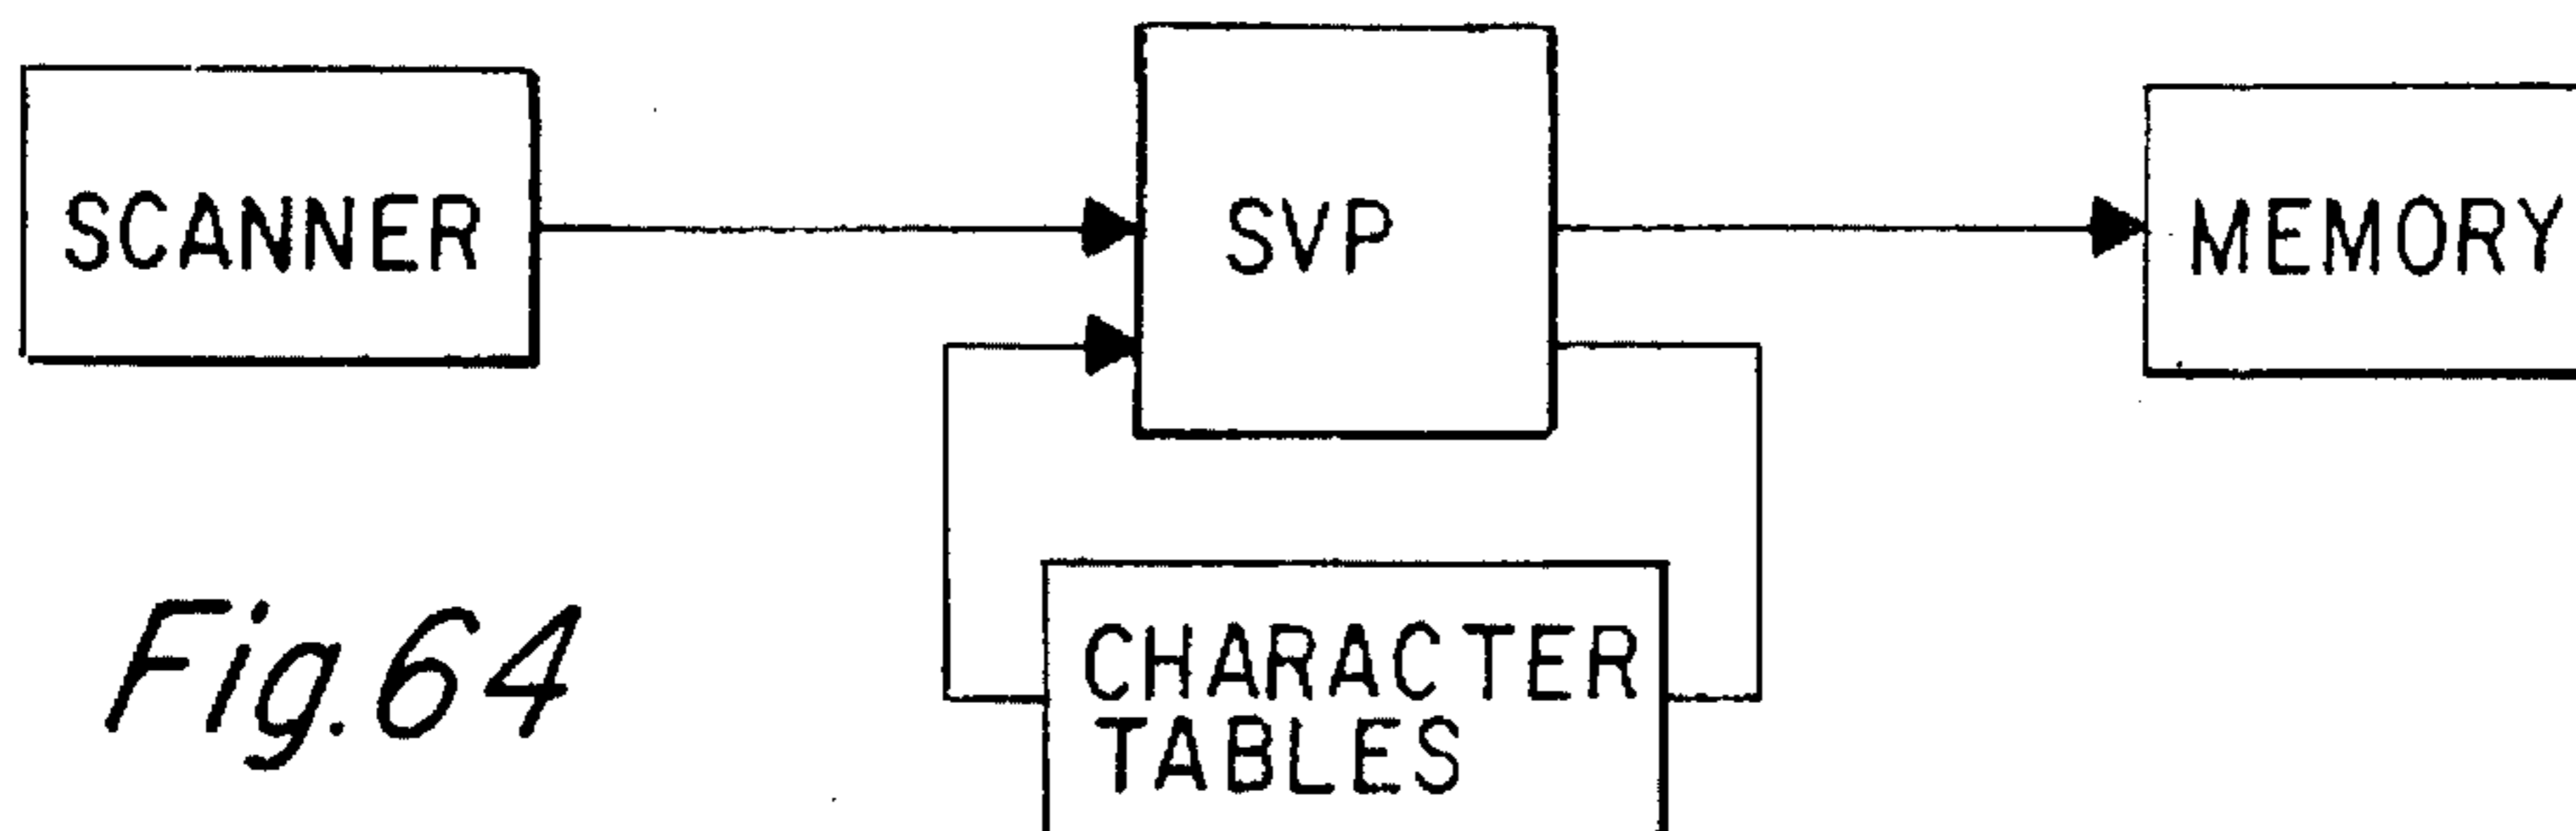 SCANNER
SVP
MEMORY
CHARACTER
TABLES
Fig.64